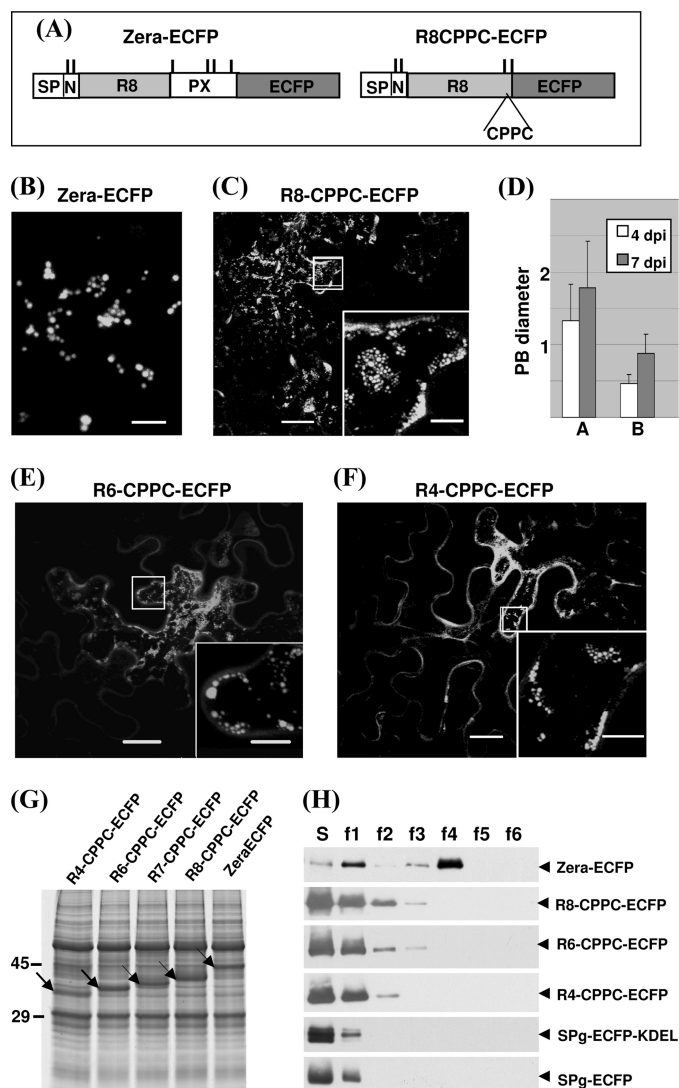 (A)
Zera-ECFP
R8CPPC-ECFP
SP N R8 PX ECFP
SP N R8 ECFP
CPPC
(B)
Zera-ECFP
(C)
R8-CPPC-ECFP
(D)
4 dpi
7 dpi
2
1
PB diameter
A B
(E)
R6-CPPC-ECFP
(F)
R4-CPPC-ECFP
(G)
R4-CPPC-ECFP
R6-CPPC-ECFP
R7-CPPC-ECFP
R8-CPPC-ECFP
ZeraECFP
45
29
(H)
S f1 f2 f3 f4 f5 f6
Zera-ECFP
R8-CPPC-ECFP
R6-CPPC-ECFP
R4-CPPC-ECFP
SPg-ECFP-KDEL
SPg-ECFP